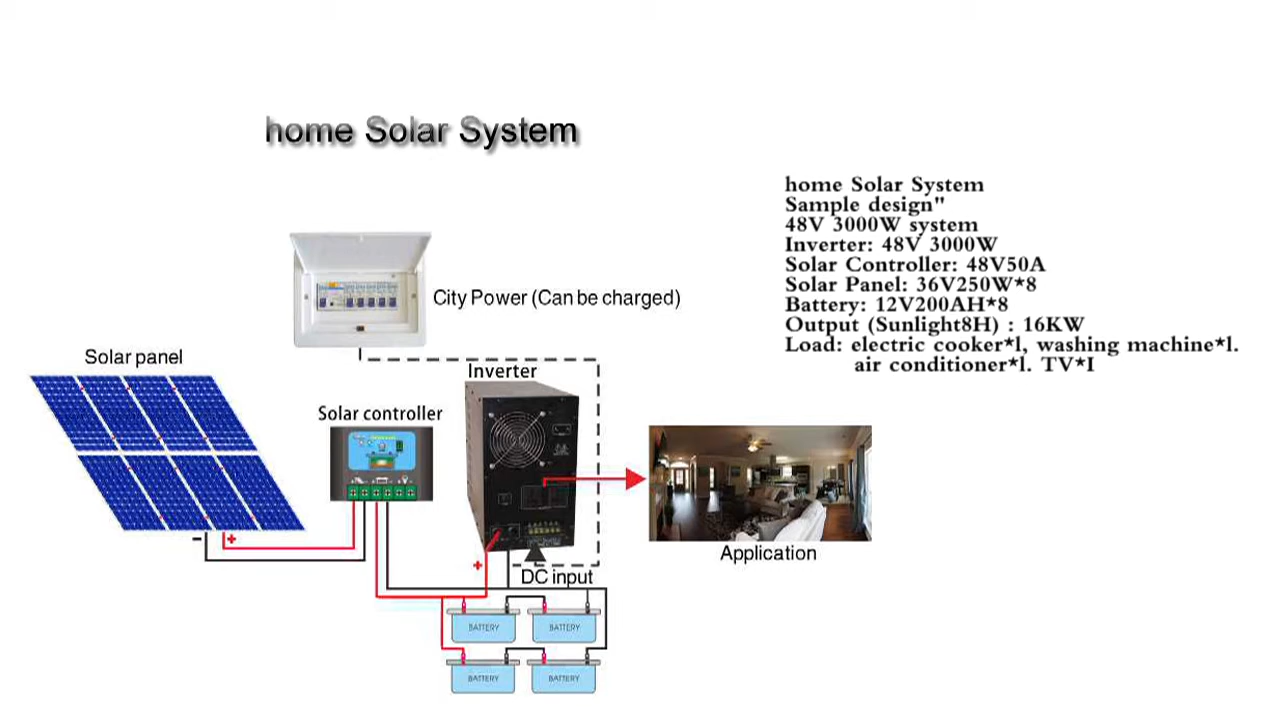 home Solar System
home Solar System
Sample design"
48V 3000W system
Inverter: 48V 3000W
Solar Controller: 48V50A
Solar Panel: 36V250W*8
Battery: 12V200AH*8
Output (Sunlight8H) : 16KW
Load: electric cooker*l, washing machine*l.
air conditioner*l. TV*I
City Power (Can be charged)
Solar panel
Inverter
Solar controller
- +
Application
+
DC input
BATTERY BATTERY
BATTERY BATTERY